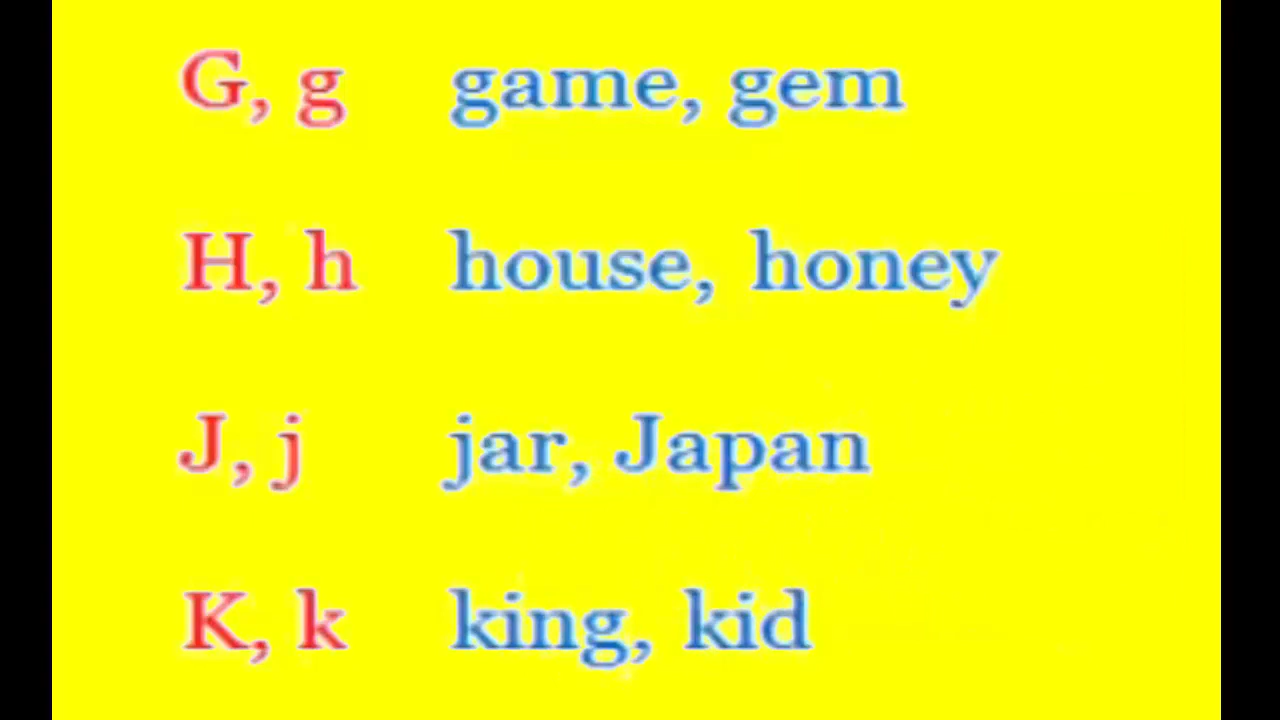 G, g game, gem
H, h house, honey
J, j jar, Japan
K, k king, kid